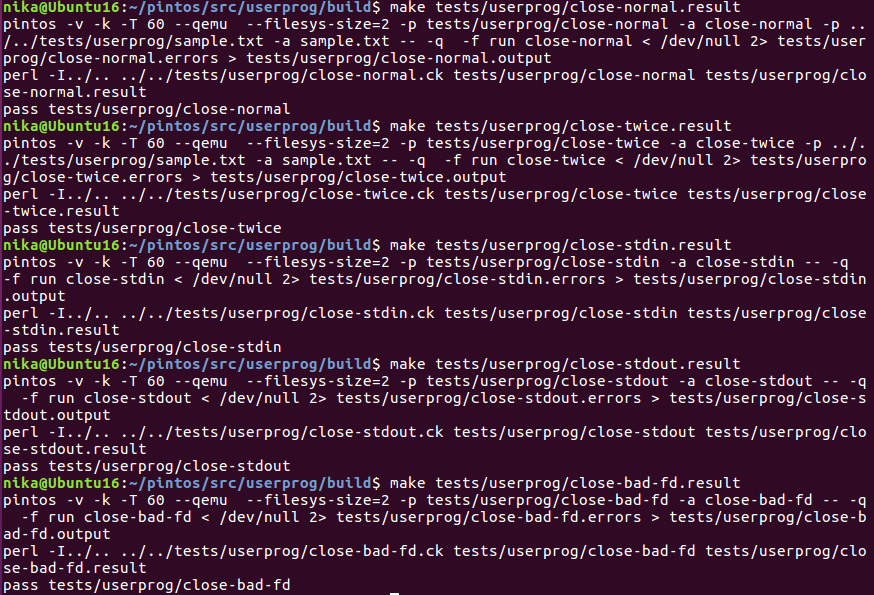 nika@Ubuntu16:~/pintos/src/userprog/build$ make tests/userprog/close-normal.result
pintos -v -k -T 60 --qemu  --filesys-size=2 -p tests/userprog/close-normal -a close-normal -p ..
/../tests/userprog/sample.txt -a sample.txt -- -q  -f run close-normal < /dev/null 2> tests/user
prog/close-normal.errors > tests/userprog/close-normal.output
perl -I../.. ../../tests/userprog/close-normal.ck tests/userprog/close-normal tests/userprog/clo
se-normal.result
pass tests/userprog/close-normal
nika@Ubuntu16:~/pintos/src/userprog/build$ make tests/userprog/close-twice.result
pintos -v -k -T 60 --qemu  --filesys-size=2 -p tests/userprog/close-twice -a close-twice -p ../.
./tests/userprog/sample.txt -a sample.txt -- -q  -f run close-twice < /dev/null 2> tests/userpro
g/close-twice.errors > tests/userprog/close-twice.output
perl -I../.. ../../tests/userprog/close-twice.ck tests/userprog/close-twice tests/userprog/close
-twice.result
pass tests/userprog/close-twice
nika@Ubuntu16:~/pintos/src/userprog/build$ make tests/userprog/close-stdin.result
pintos -v -k -T 60 --qemu  --filesys-size=2 -p tests/userprog/close-stdin -a close-stdin -- -q
-f run close-stdin < /dev/null 2> tests/userprog/close-stdin.errors > tests/userprog/close-stdin
.output
perl -I../.. ../../tests/userprog/close-stdin.ck tests/userprog/close-stdin tests/userprog/close
-stdin.result
pass tests/userprog/close-stdin
nika@Ubuntu16:~/pintos/src/userprog/build$ make tests/userprog/close-stdout.result
pintos -v -k -T 60 --qemu  --filesys-size=2 -p tests/userprog/close-stdout -a close-stdout -- -q
  -f run close-stdout < /dev/null 2> tests/userprog/close-stdout.errors > tests/userprog/close-s
tdout.output
perl -I../.. ../../tests/userprog/close-stdout.ck tests/userprog/close-stdout tests/userprog/clo
se-stdout.result
pass tests/userprog/close-stdout
nika@Ubuntu16:~/pintos/src/userprog/build$ make tests/userprog/close-bad-fd.result
pintos -v -k -T 60 --qemu  --filesys-size=2 -p tests/userprog/close-bad-fd -a close-bad-fd -- -q
  -f run close-bad-fd < /dev/null 2> tests/userprog/close-bad-fd.errors > tests/userprog/close-b
ad-fd.output
perl -I../.. ../../tests/userprog/close-bad-fd.ck tests/userprog/close-bad-fd tests/userprog/clo
se-bad-fd.result
pass tests/userprog/close-bad-fd